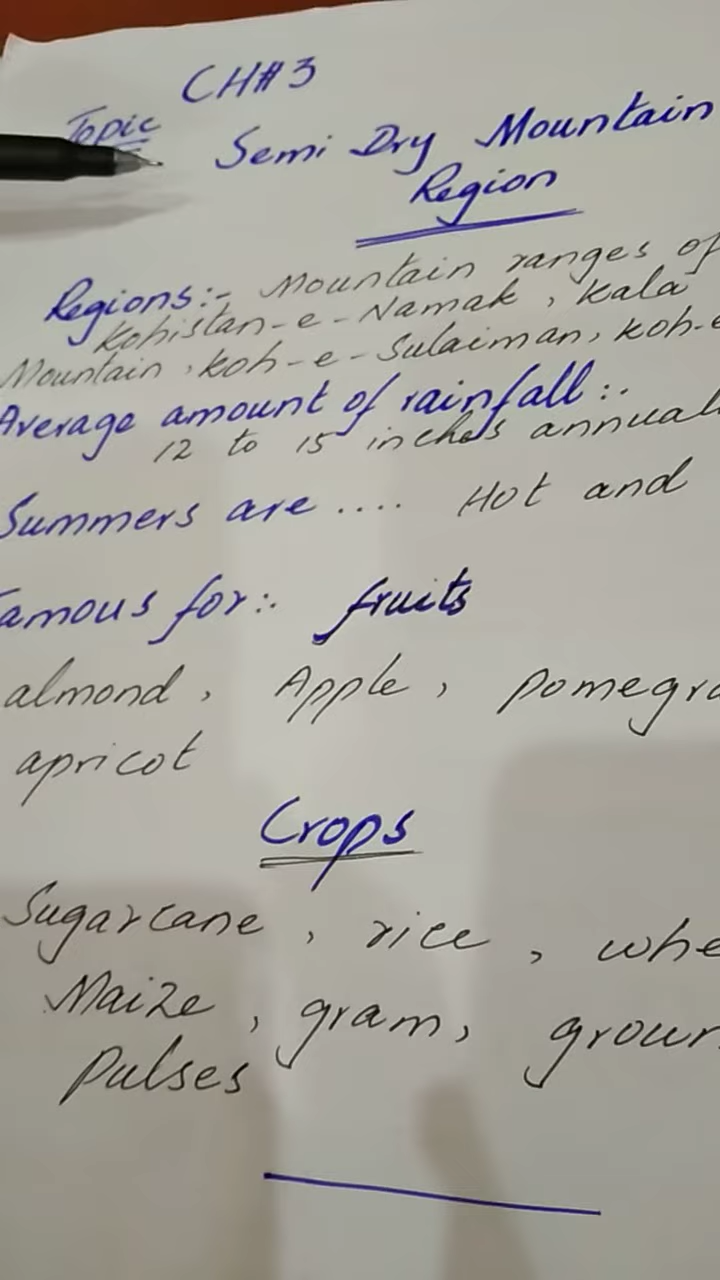 CH#3
Topic
Semi Dry Mountain
Region
Regions:- Mountain ranges of
Kohistan-e-Namak, Kala
Mountain, koh-e-Sulaiman, koh-e
Average amount of rainfall:.
12 to 15 inches
Summers are .... Hot and
for:. fruits
almond, Apple,
apricot
Crops
Sugarcane, rice,
Maize, gram,
Pulses